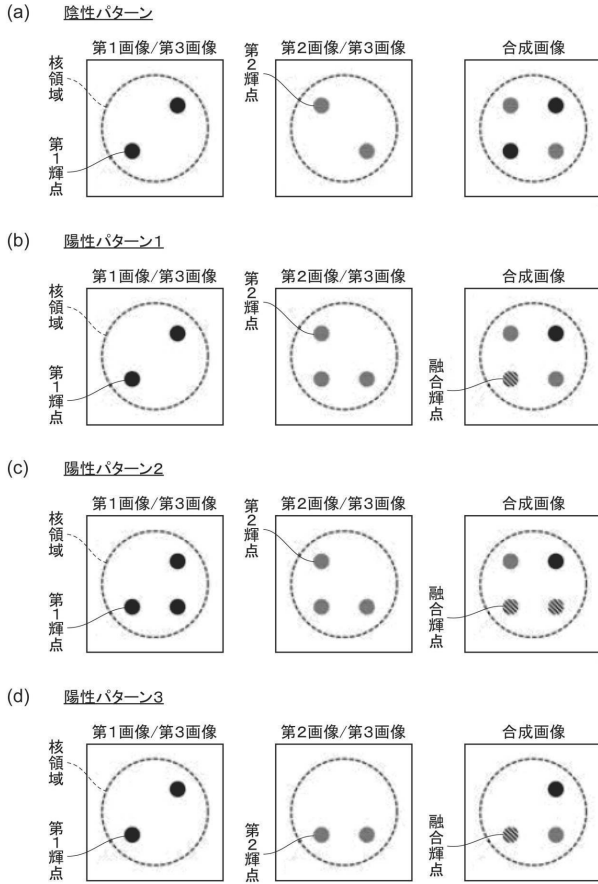 (a) 陰性パターン
第1画像/第3画像
第2画像/第3画像
合成画像
核領域
第1輝点
第2輝点
(b) 陽性パターン1
第1画像/第3画像
第2画像/第3画像
合成画像
核領域
第1輝点
第2輝点
融合輝点
(c) 陽性パターン2
第1画像/第3画像
第2画像/第3画像
合成画像
核領域
第1輝点
第2輝点
融合輝点
(d) 陽性パターン3
第1画像/第3画像
第2画像/第3画像
合成画像
核領域
第1輝点
第2輝点
融合輝点